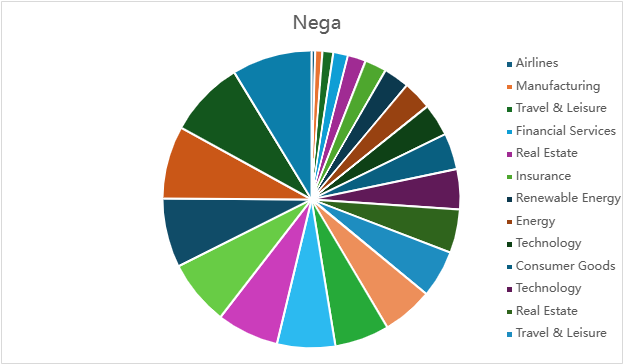 Nega
Airlines
Manufacturing
Travel & Leisure
Financial Services
Real Estate
Insurance
Renewable Energy
Energy
Technology
Consumer Goods
Technology
Real Estate
Travel & Leisure